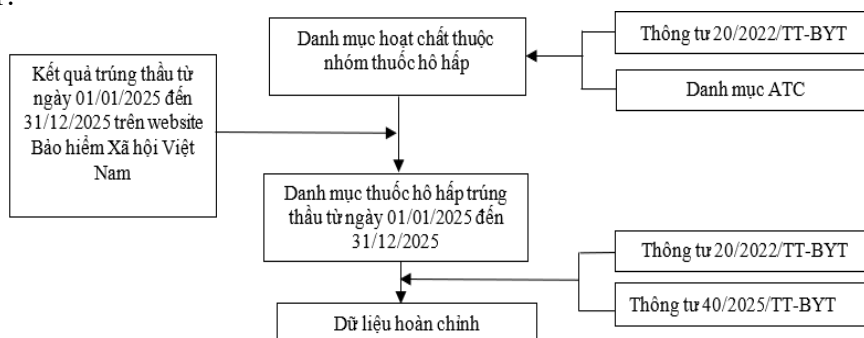 Danh mục hoạt chất thuộc
nhóm thuốc hô hấp
Thông tư 20/2022/TT-BYT
Danh mục ATC
Kết quả trúng thầu từ
ngày 01/01/2025 đến
31/12/2025 trên website
Bảo hiểm Xã hội Việt
Nam
Danh mục thuốc hô hấp trúng
thầu từ ngày 01/01/2025 đến
31/12/2025
Thông tư 20/2022/TT-BYT
Thông tư 40/2025/TT-BYT
Dữ liệu hoàn chỉnh